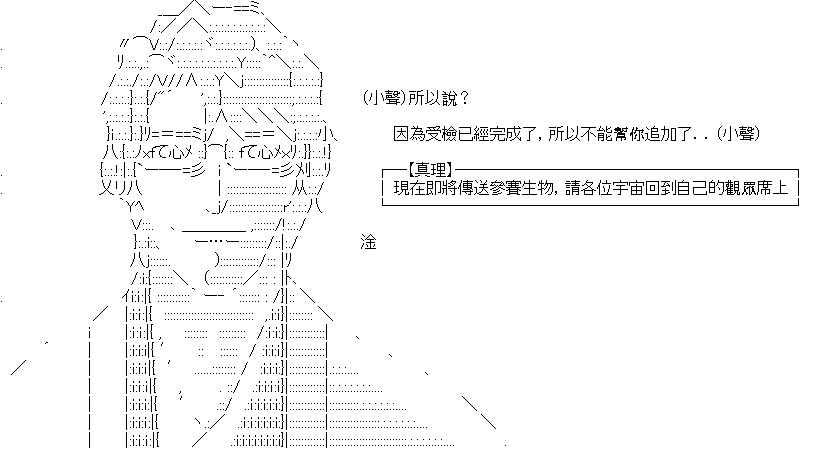 (小聲)所以說？
因為受檢已經完成了，所以不能幫你追加了..(小聲)
【真理】
現在即將傳送參賽生物，請各位宇宙回到自己的觀眾席上
淦